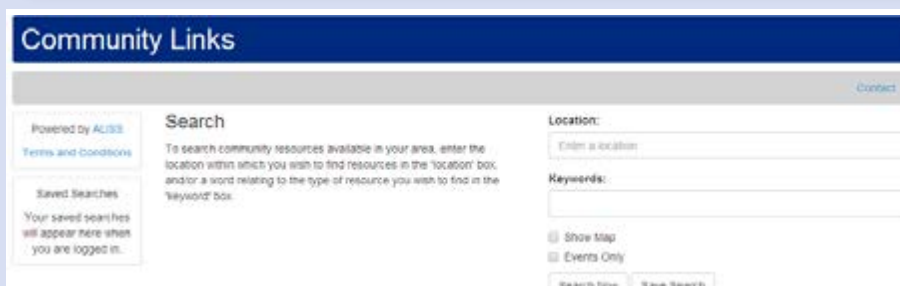 Community Links
Contact
Powered by ALISS
Terms and Conditions
Saved Searches
Your saved searches
will appear here when
you are logged in.
Search
To search community resources available in your area, enter the
location within which you wish to find resources in the 'location' box,
and/or a word relating to the type of resource you wish to find in the
'keyword' box.
Location:
Enter a location
Keywords:
Show Map
Events Only
Search Now
Save Search